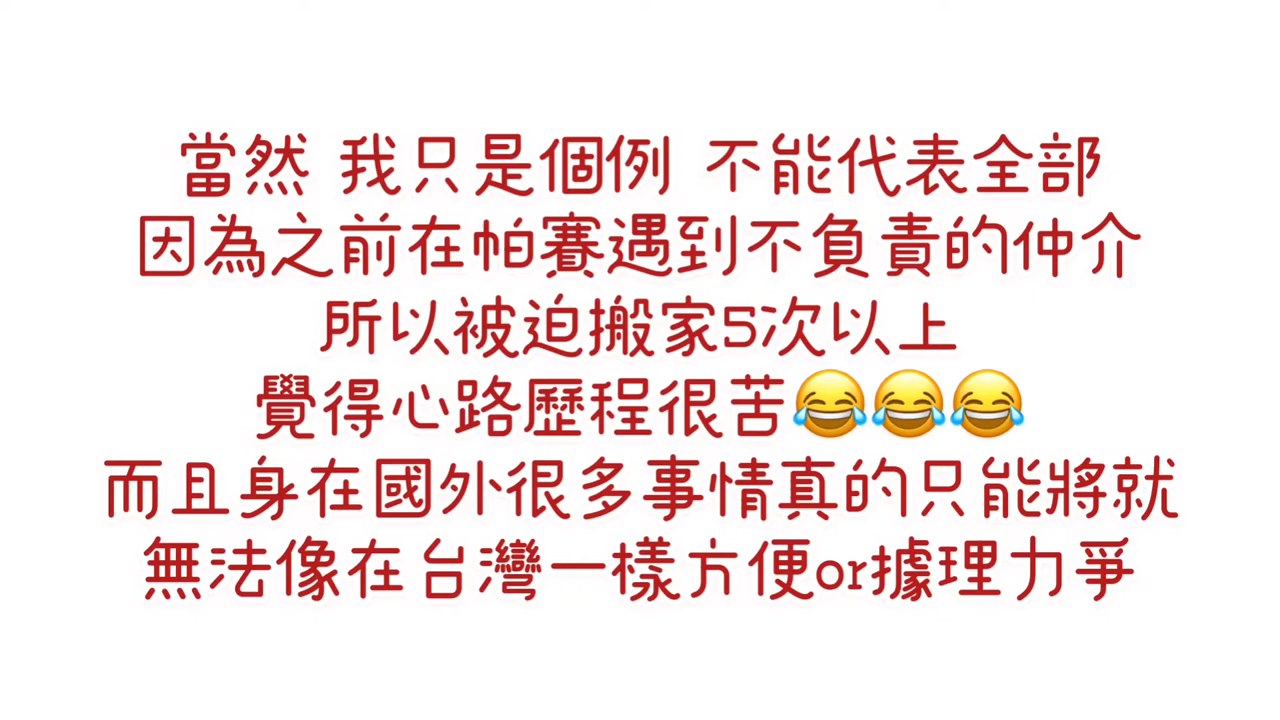 當然 我只是個例 不能代表全部
因為之前在帕賽遇到不負責的仲介
所以被迫搬家5次以上
覺得心路歷程很苦😂😂😂
而且身在國外很多事情真的只能將就
無法像在台灣一樣方便or據理力爭